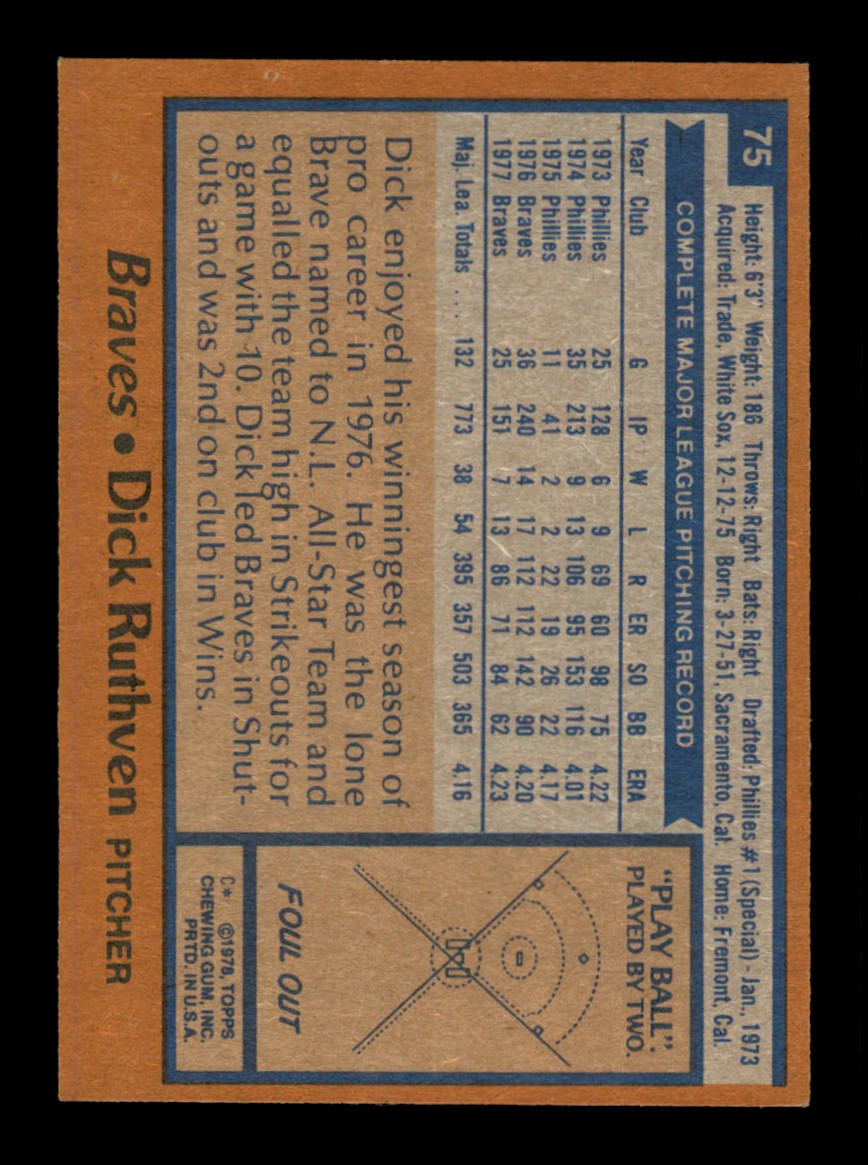 75
Height: 6'3" Weight: 186 Throws: Right Bats: Right Drafted: Phillies #1 (Special) - Jan., 1973
Acquired: Trade, White Sox, 12-12-75 Born: 3-27-51, Sacramento, Cal. Home: Fremont, Cal.
COMPLETE MAJOR LEAGUE PITCHING RECORD
Year Club G IP W L R ER SO BB ERA
1973 Phillies 25 128 6 9 69 60 98 75 4.22
1974 Phillies 35 213 9 13 106 95 153 116 4.01
1975 Phillies 11 41 2 2 22 19 26 22 4.17
1976 Braves 36 240 14 17 112 112 142 90 4.20
1977 Braves 25 151 7 13 86 71 84 62 4.23
Maj. Lea. Totals .... 132 773 38 54 395 357 503 365 4.16
Dick enjoyed his winningest season of
pro career in 1976. He was the lone
Brave named to N.L. All-Star Team and
equalled the team high in Strikeouts for
a game with 10. Dick led Braves in Shut-
outs and was 2nd on club in Wins.
"PLAY BALL":
PLAYED BY TWO.
FOUL OUT
C* ©1978, TOPPS
CHEWING GUM, INC.
PRTD. IN U.S.A.
Braves • Dick Ruthven PITCHER